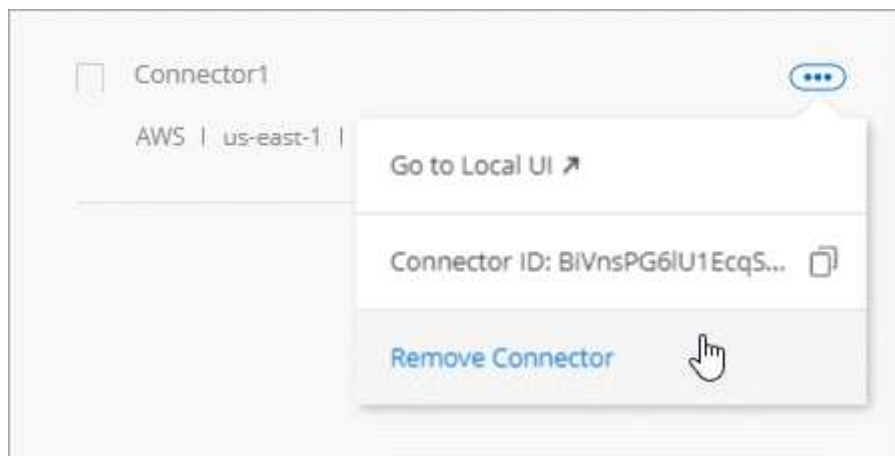 Connector1
AWS | us-east-1 |
Go to Local UI
Connector ID: BiVnsPG6lU1EcqS...
Remove Connector